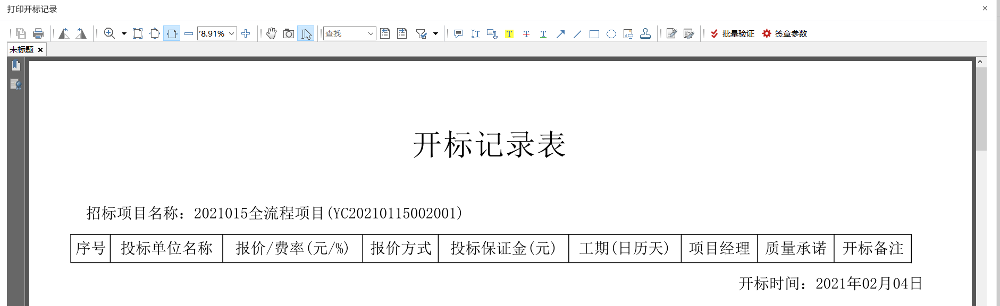 打印开标记录
78.91%
查找
批量验证
签章参数
未标题
开标记录表
招标项目名称：2021015全流程项目(YC20210115002001)
序号 投标单位名称 报价/费率(元/%) 报价方式 投标保证金(元) 工期(日历天) 项目经理 质量承诺 开标备注
开标时间：2021年02月04日